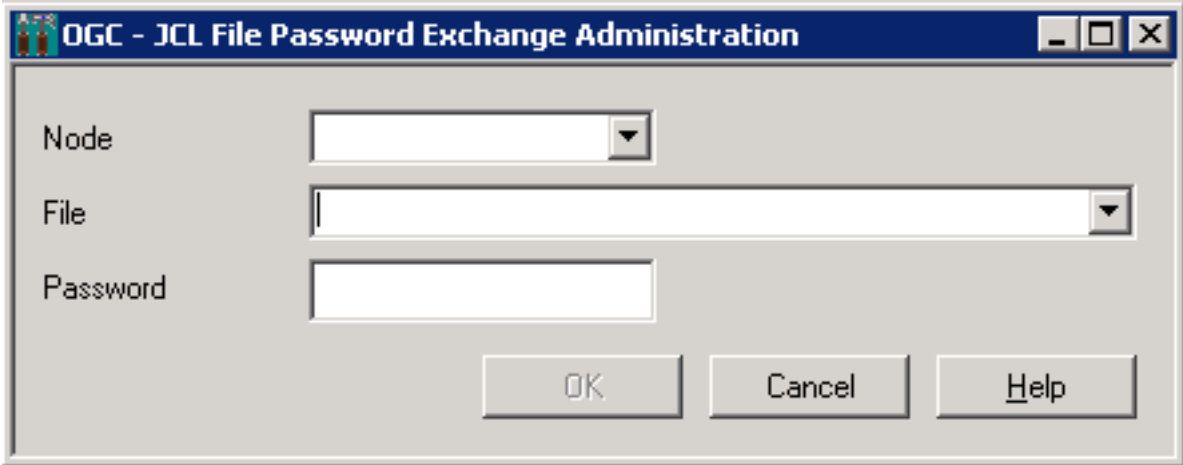 OGC - JCL File Password Exchange Administration
Node
File
Password
OK Cancel Help